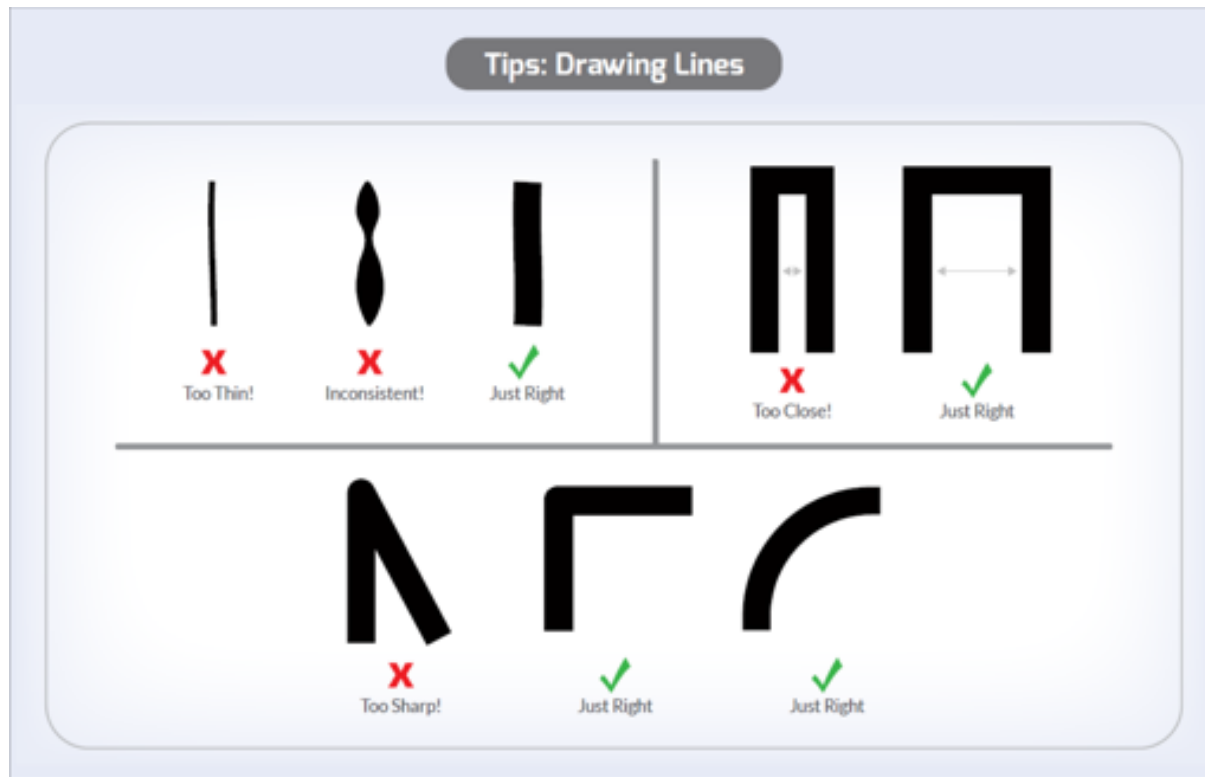 Tips: Drawing Lines
Too Thin!
Inconsistent!
Just Right
Too Close!
Just Right
Too Sharp!
Just Right
Just Right